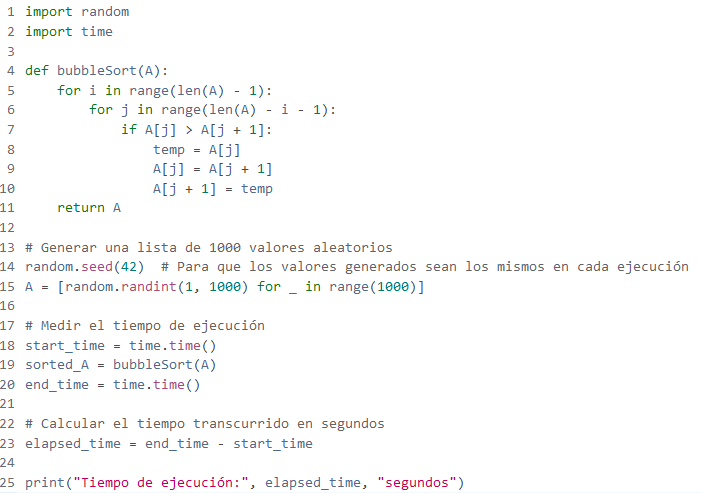 1 import random
2 import time
3
4 def bubbleSort(A):
5     for i in range(len(A) - 1):
6         for j in range(len(A) - i - 1):
7             if A[j] > A[j + 1]:
8                 temp = A[j]
9                 A[j] = A[j + 1]
10                 A[j + 1] = temp
11     return A
12
13 # Generar una lista de 1000 valores aleatorios
14 random.seed(42)  # Para que los valores generados sean los mismos en cada ejecución
15 A = [random.randint(1, 1000) for _ in range(1000)]
16
17 # Medir el tiempo de ejecución
18 start_time = time.time()
19 sorted_A = bubbleSort(A)
20 end_time = time.time()
21
22 # Calcular el tiempo transcurrido en segundos
23 elapsed_time = end_time - start_time
24
25 print("Tiempo de ejecución:", elapsed_time, "segundos")